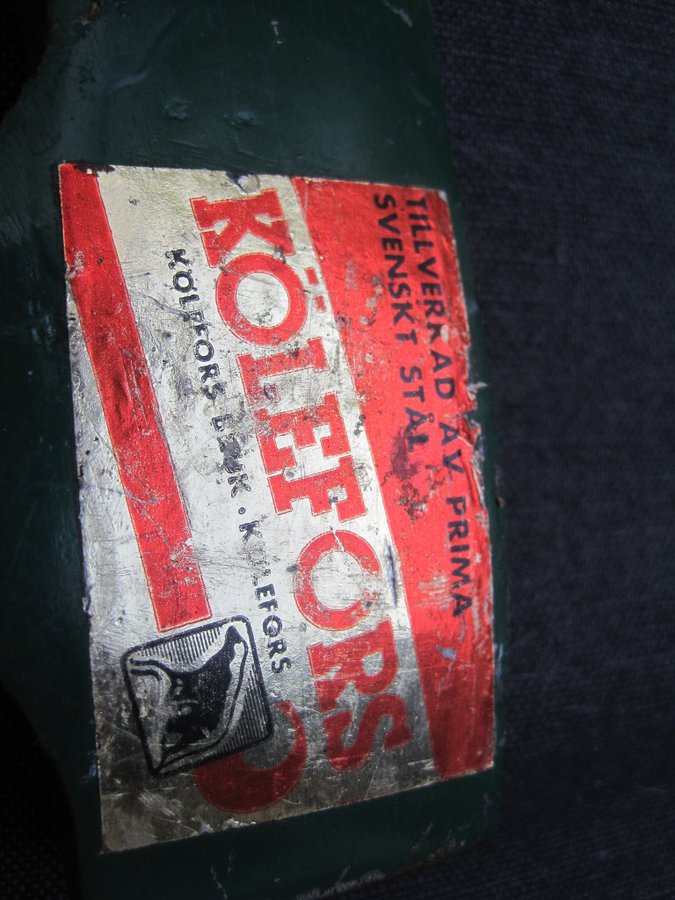 TILLVERKAD AV PRIMA
SVENSKT STÅL
KÖLEFORS
KÖLEFORS BRUK . KÖLEFORS